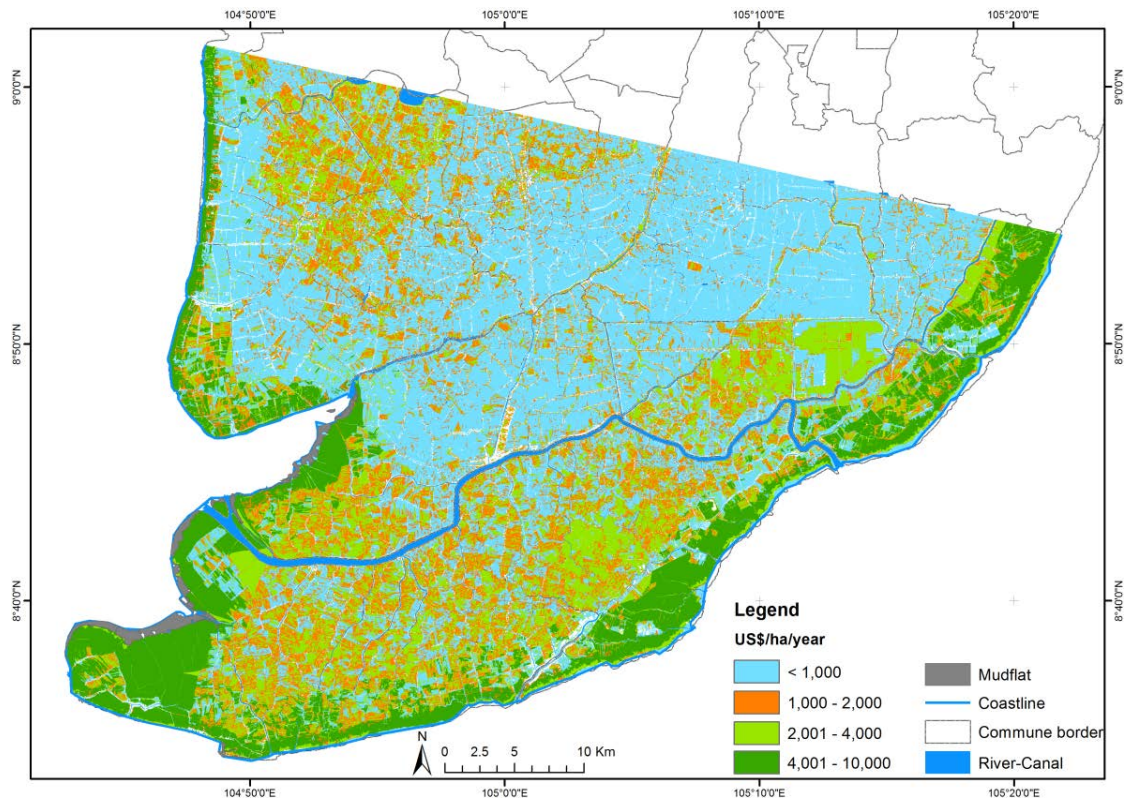 104°50'0"E 105°0'0"E 105°10'0"E 105°20'0"E
9°0'0"N 9°0'0"N
8°50'0"N 8°50'0"N
8°40'0"N 8°40'0"N
Legend
US$/ha/year
< 1,000
1,000 - 2,000
2,001 - 4,000
4,001 - 10,000
Mudflat
Coastline
Commune border
River-Canal
N
0 2.5 5 10 Km
104°50'0"E 105°0'0"E 105°10'0"E 105°20'0"E